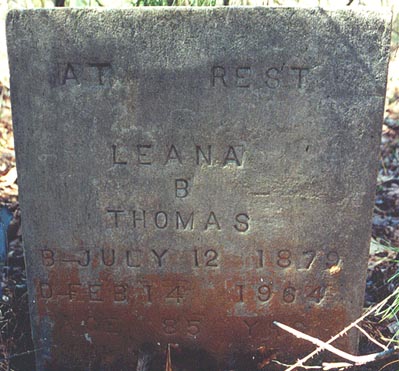 AT REST
LEANA
B
THOMAS
B-JULY 12 1879
D-FEB 14 1964
85